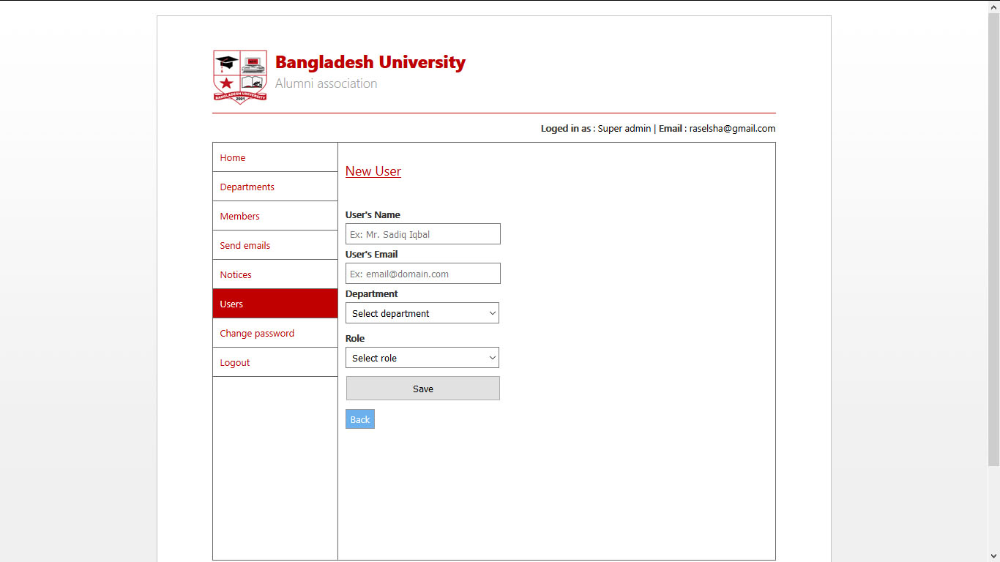 Bangladesh University
Alumni association
BANGLADESH UNIVERSITY
2001
Loged in as : Super admin | Email : raselsha@gmail.com
Home
Departments
Members
Send emails
Notices
Users
Change password
Logout
New User
User's Name
Ex: Mr. Sadiq Iqbal
User's Email
Ex: email@domain.com
Department
Select department
Role
Select role
Save
Back